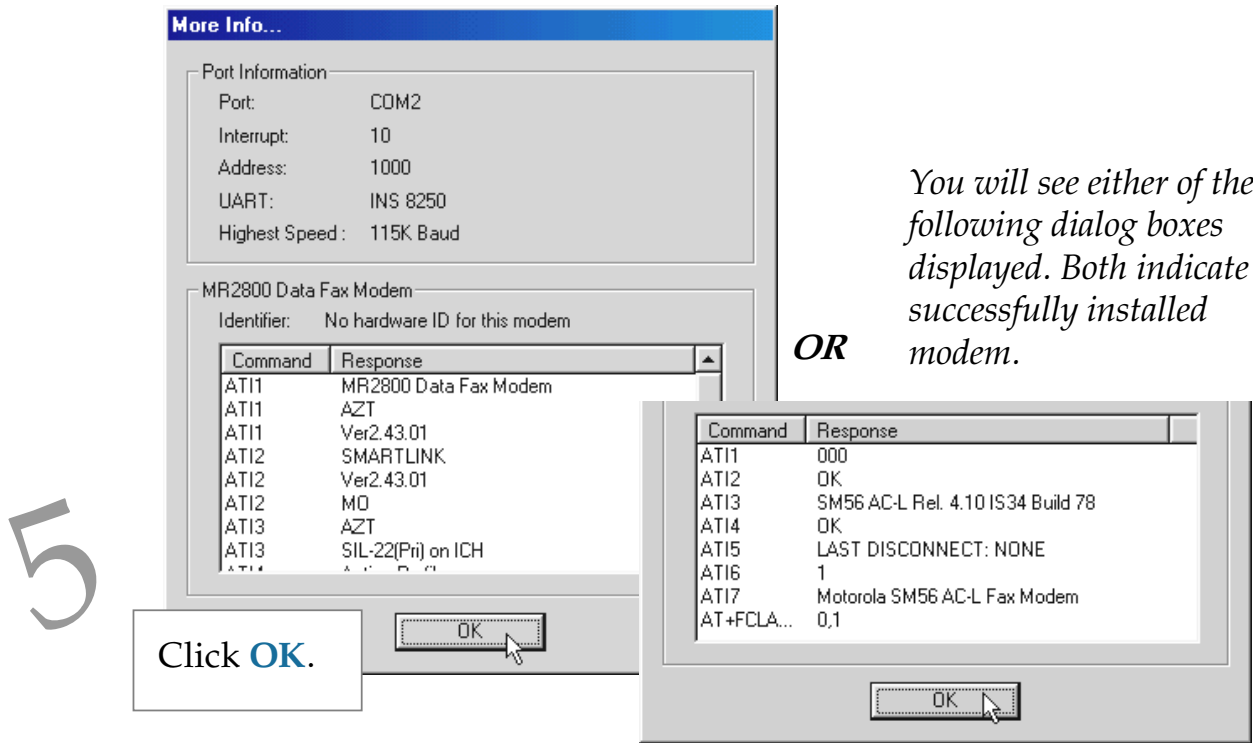 More Info...
Port Information
Port: COM2
Interrupt: 10
Address: 1000
UART: INS 8250
Highest Speed : 115K Baud
MR2800 Data Fax Modem
Identifier: No hardware ID for this modem
Command Response
ATI1 MR2800 Data Fax Modem
ATI1 AZT
ATI1 Ver2.43.01
ATI2 SMARTLINK
ATI2 Ver2.43.01
ATI2 MO
ATI3 AZT
ATI3 SIL-22(Pri) on ICH
OK
5
Click OK.
OR
You will see either of the
following dialog boxes
displayed. Both indicate
successfully installed
modem.
Command Response
ATI1 000
ATI2 OK
ATI3 SM56 AC-L Rel. 4.10 IS34 Build 78
ATI4 OK
ATI5 LAST DISCONNECT: NONE
ATI6 1
ATI7 Motorola SM56 AC-L Fax Modem
AT+FCLA... 0,1
OK